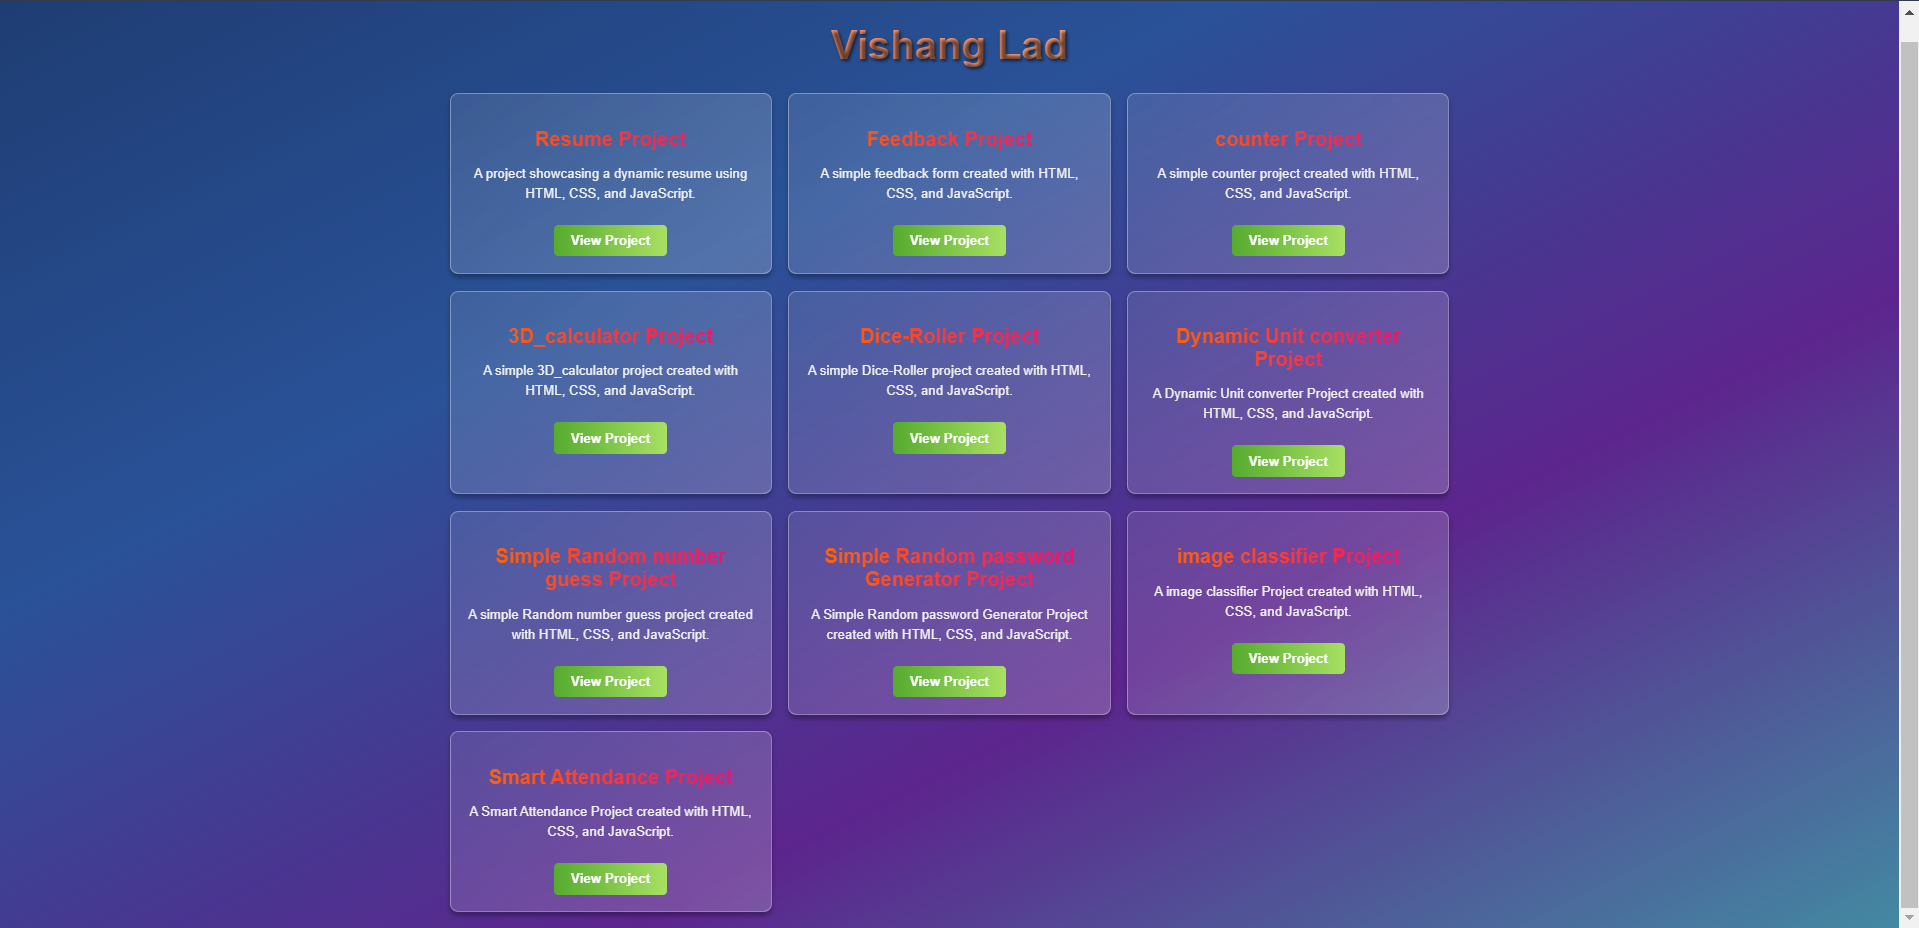 Vishang Lad
Resume Project
A project showcasing a dynamic resume using
HTML, CSS, and JavaScript.
View Project
Feedback Project
A simple feedback form created with HTML,
CSS, and JavaScript.
View Project
counter Project
A simple counter project created with HTML,
CSS, and JavaScript.
View Project
3D_calculator Project
A simple 3D_calculator project created with
HTML, CSS, and JavaScript.
View Project
Dice-Roller Project
A simple Dice-Roller project created with HTML,
CSS, and JavaScript.
View Project
Dynamic Unit converter
Project
A Dynamic Unit converter Project created with
HTML, CSS, and JavaScript.
View Project
Simple Random number
guess Project
A simple Random number guess project created
with HTML, CSS, and JavaScript.
View Project
Simple Random password
Generator Project
A Simple Random password Generator Project
created with HTML, CSS, and JavaScript.
View Project
image classifier Project
A image classifier Project created with HTML,
CSS, and JavaScript.
View Project
Smart Attendance Project
A Smart Attendance Project created with HTML,
CSS, and JavaScript.
View Project